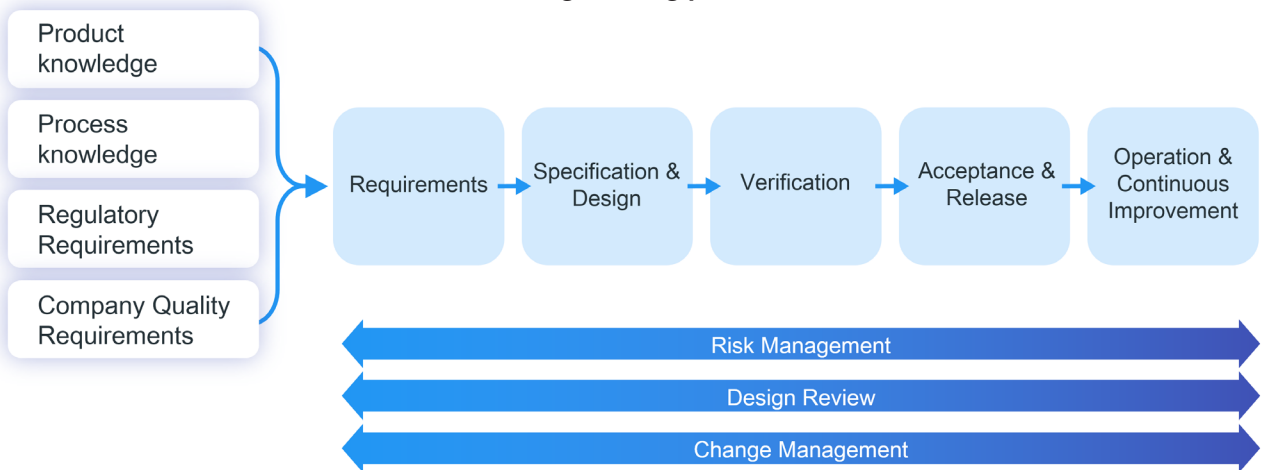 Product
knowledge
Process
knowledge
Regulatory
Requirements
Company Quality
Requirements
Requirements
Specification &
Design
Verification
Acceptance &
Release
Operation &
Continuous
Improvement
Risk Management
Design Review
Change Management